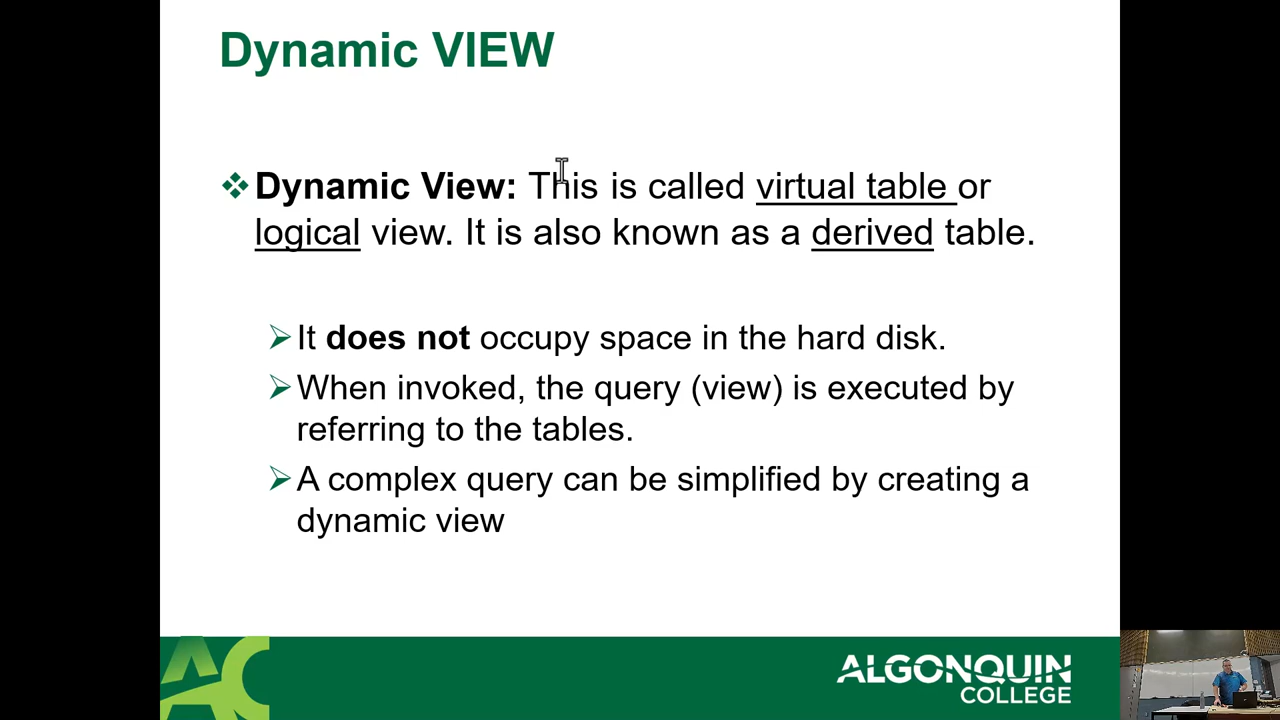 Dynamic VIEW
Dynamic View: This is called virtual table or
logical view. It is also known as a derived table.
It does not occupy space in the hard disk.
When invoked, the query (view) is executed by
referring to the tables.
A complex query can be simplified by creating a
dynamic view
AC
ALGONQUIN
COLLEGE